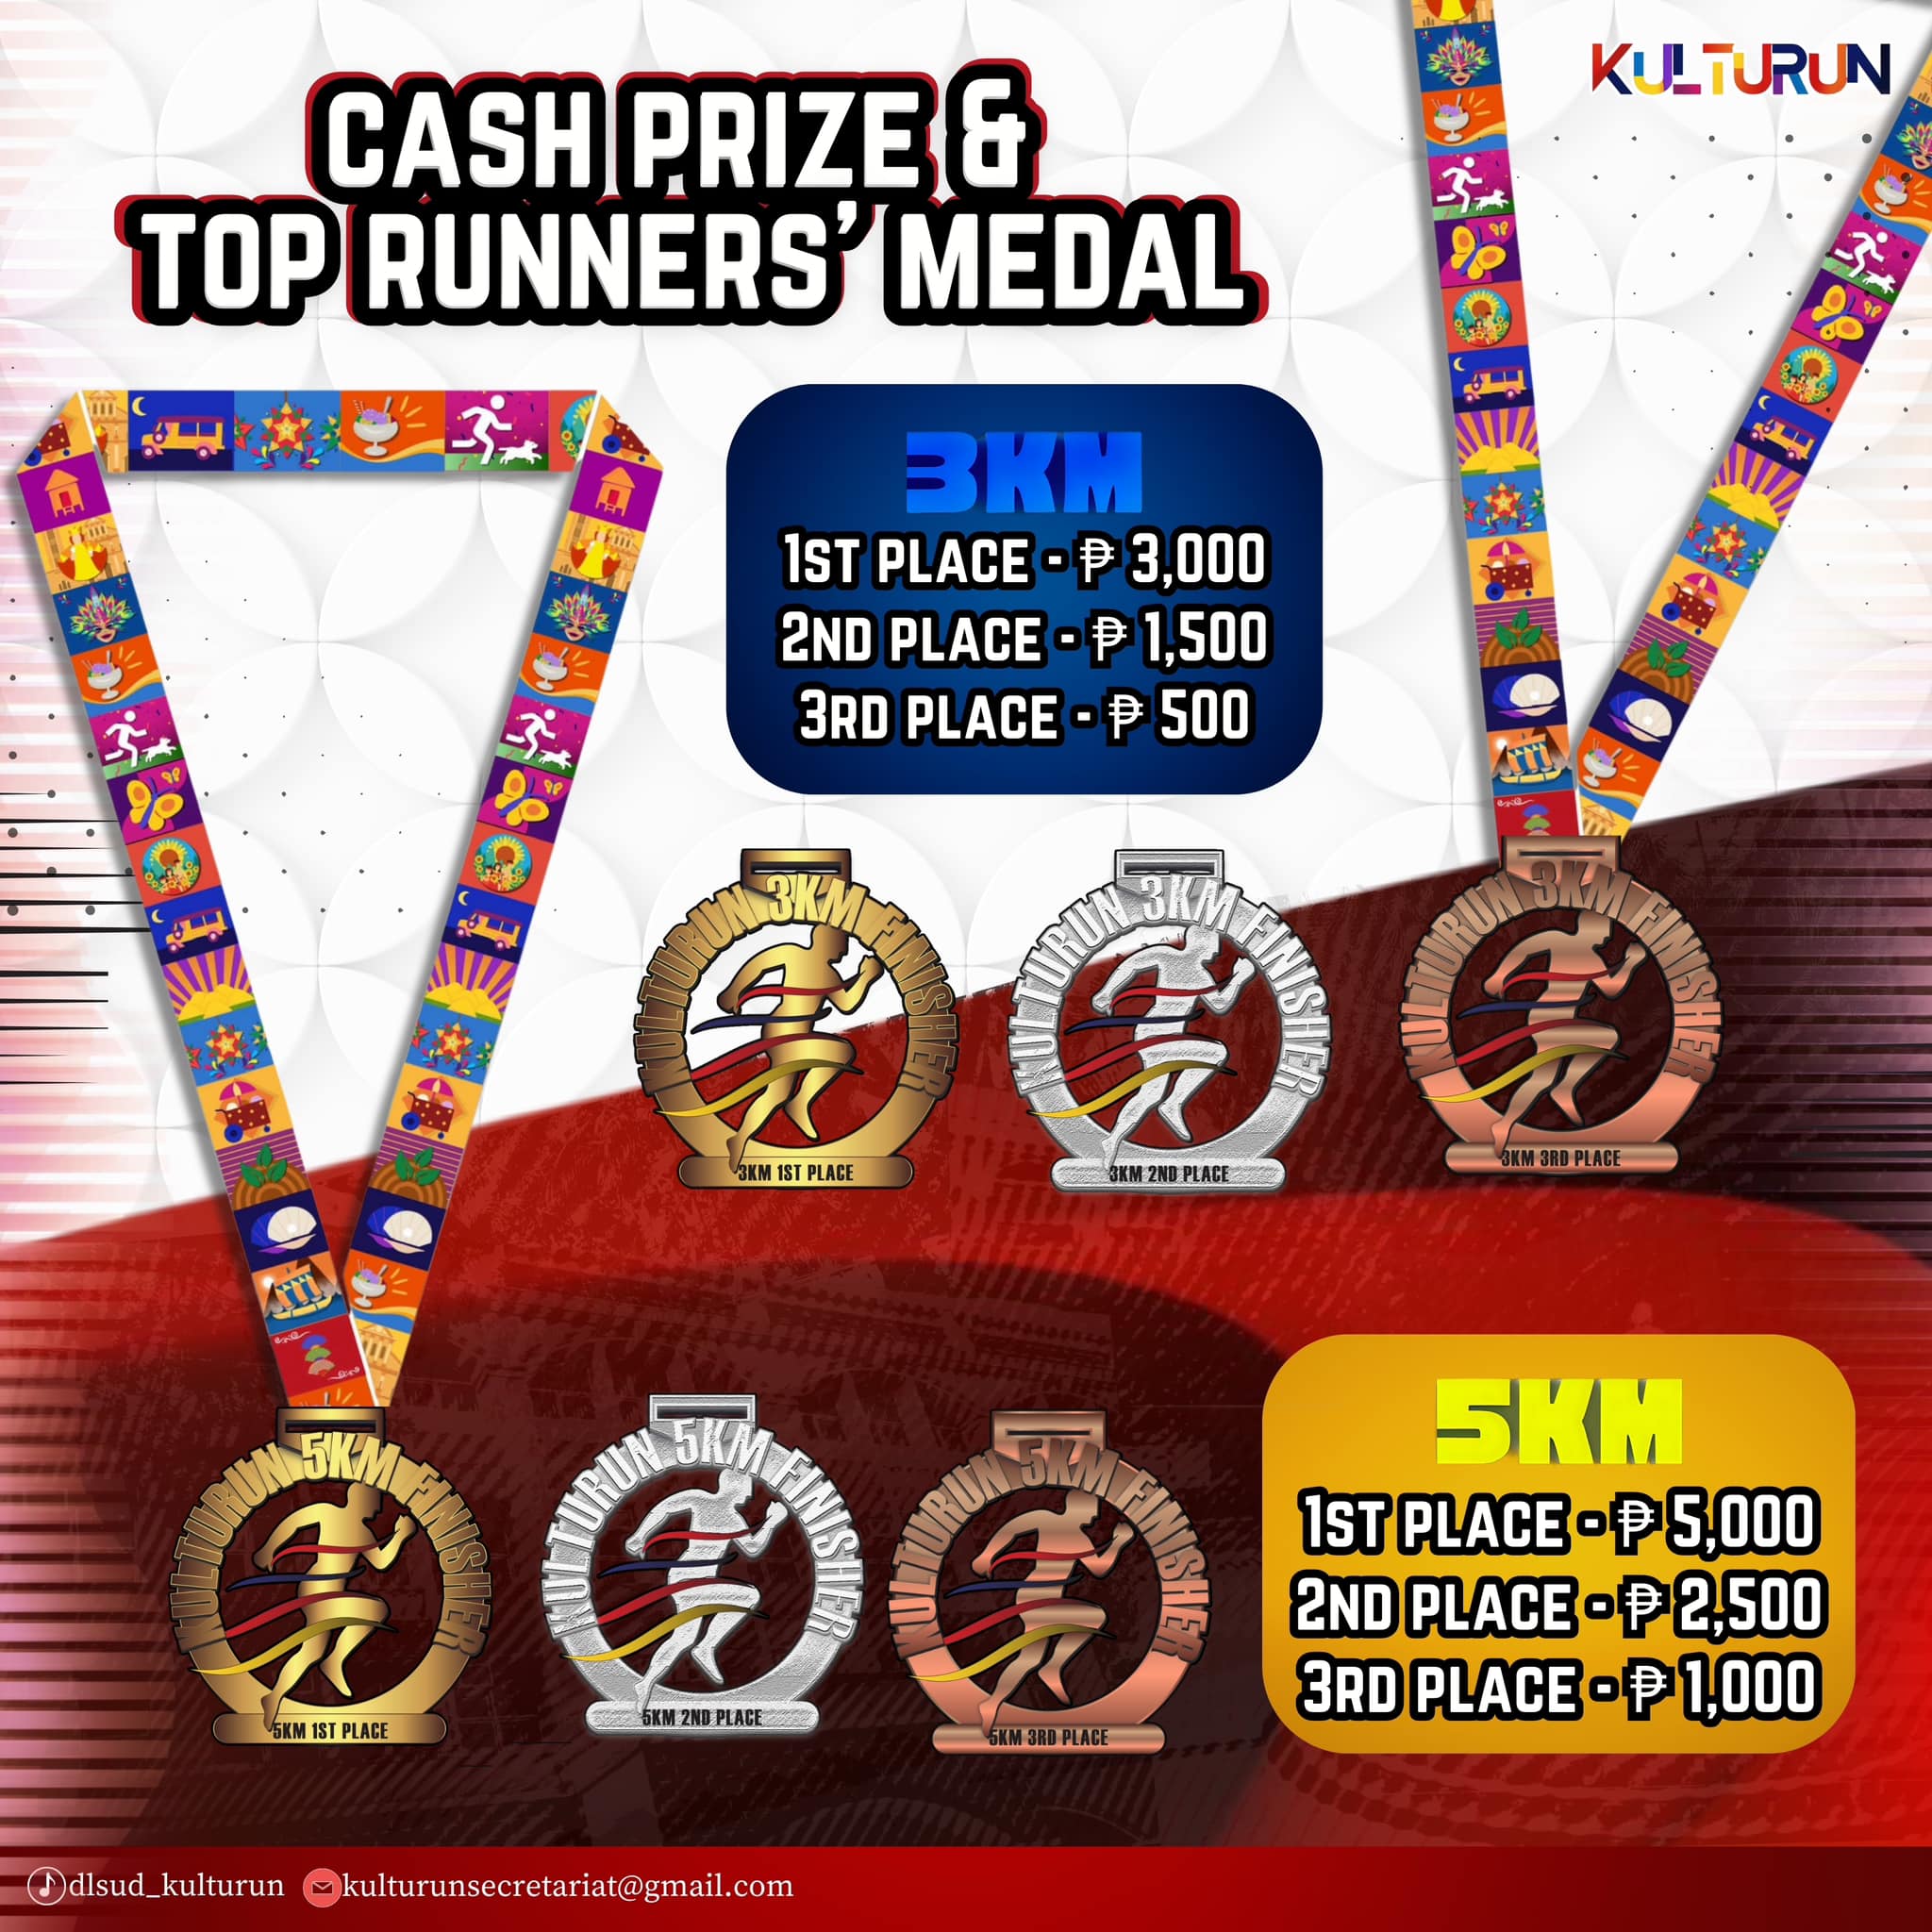 KULTURUN
CASH PRIZE &
TOP RUNNERS' MEDAL
3KM
1ST PLACE - ₱ 3,000
2ND PLACE - ₱ 1,500
3RD PLACE - ₱ 500
KULTURUN 3KM FINISHER
3KM 1ST PLACE
KULTURUN 3KM FINISHER
3KM 2ND PLACE
KULTURUN 3KM FINISHER
3KM 3RD PLACE
KULTURUN 5KM FINISHER
5KM 1ST PLACE
KULTURUN 5KM FINISHER
5KM 2ND PLACE
KULTURUN 5KM FINISHER
5KM 3RD PLACE
5KM
1ST PLACE - ₱ 5,000
2ND PLACE - ₱ 2,500
3RD PLACE - ₱ 1,000
dlsud_kulturun kulturunsecretariat@gmail.com